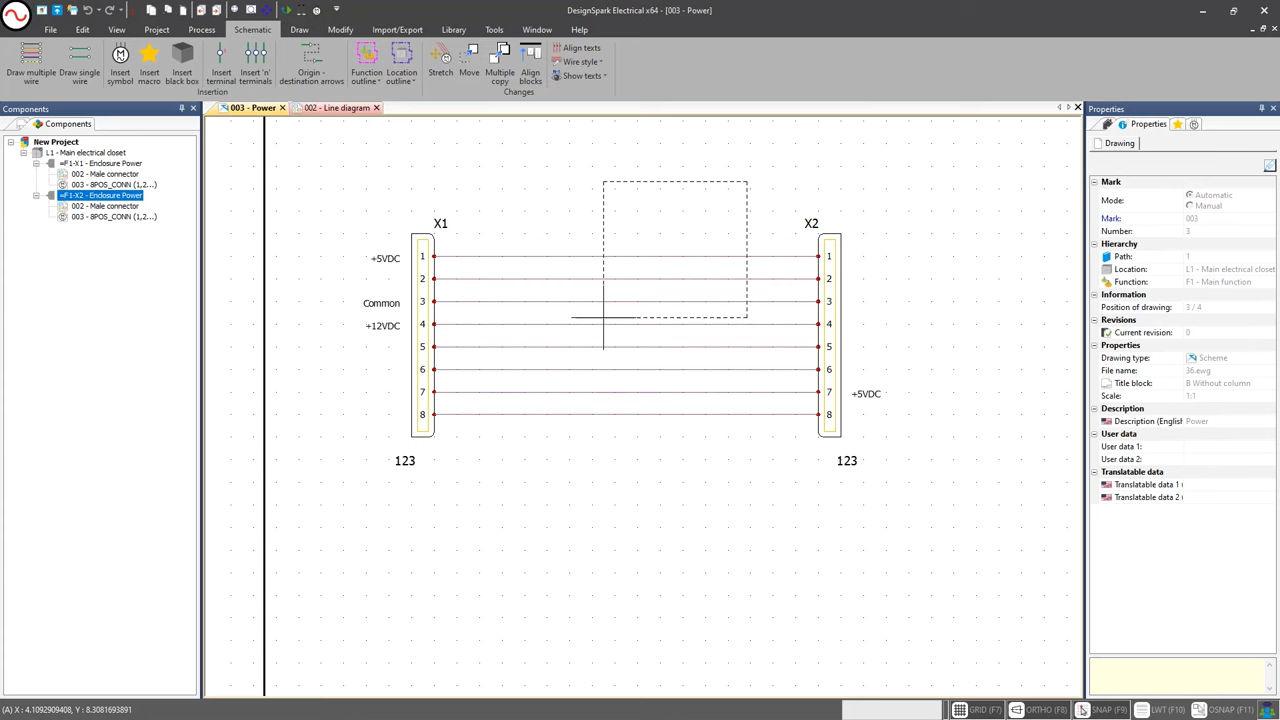 DesignSpark Electrical x64 - [003 - Power]
File Edit View Project Process Schematic Draw Modify Import/Export Library Tools Window Help
Draw multiple wire
Draw single wire
Insert symbol
Insert macro
Insert black box
Insert terminal
Insert 'n' terminals
Origin - destination arrows
Function outline
Location outline
Stretch
Move
Multiple copy
Align blocks
Align texts
Wire style
Show texts
Insertion
Changes
Components
003 - Power
002 - Line diagram
Properties
Components
New Project
L1 - Main electrical closet
=F1-X1 - Enclosure Power
002 - Male connector
003 - 8POS_CONN (1,2...)
=F1-X2 - Enclosure Power
002 - Male connector
003 - 8POS_CONN (1,2...)
X1
X2
+5VDC 1 1
2 2
Common 3 3
+12VDC 4 4
5 5
6 6
7 7 +5VDC
8 8
123
123
Properties
Drawing
Mark
Mode: Automatic
Manual
Mark: 003
Number: 3
Hierarchy
Path: 1
Location: L1 - Main electrical closet
Function: F1 - Main function
Information
Position of drawing: 3 / 4
Revisions
Current revision: 0
Properties
Drawing type: Scheme
File name: 36.ewg
Title block: B Without column
Scale: 1:1
Description
Description (English Power
User data
User data 1:
User data 2:
Translatable data
Translatable data 1 (
Translatable data 2 (
(A) X : 4.1092909408, Y : 8.3081693891
GRID (F7) ORTHO (F8) SNAP (F9) LWT (F10) OSNAP (F11)